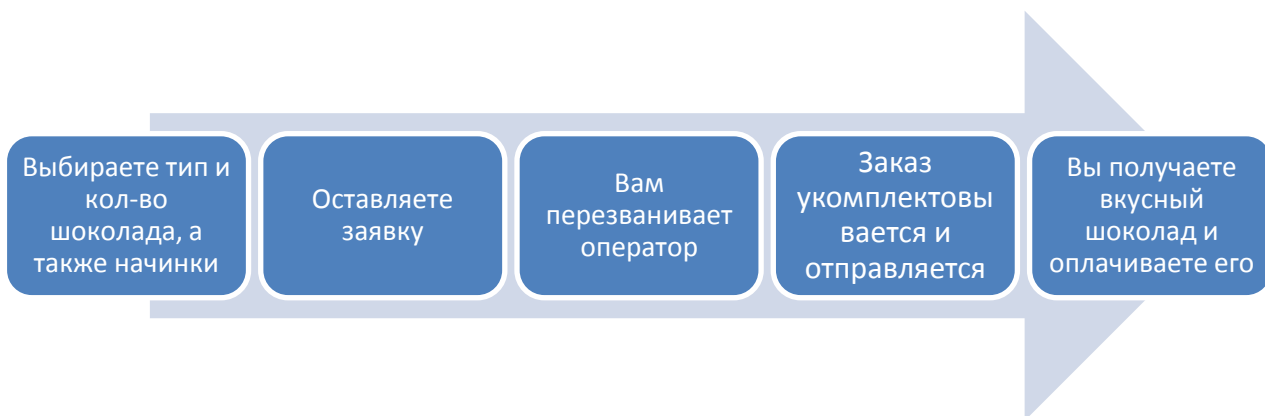 Выбираете тип и
кол-во
шоколада, а
также начинки
Оставляете
заявку
Вам
перезванивает
оператор
Заказ
укомплектовы
вается и
отправляется
Вы получаете
вкусный
шоколад и
оплачиваете его